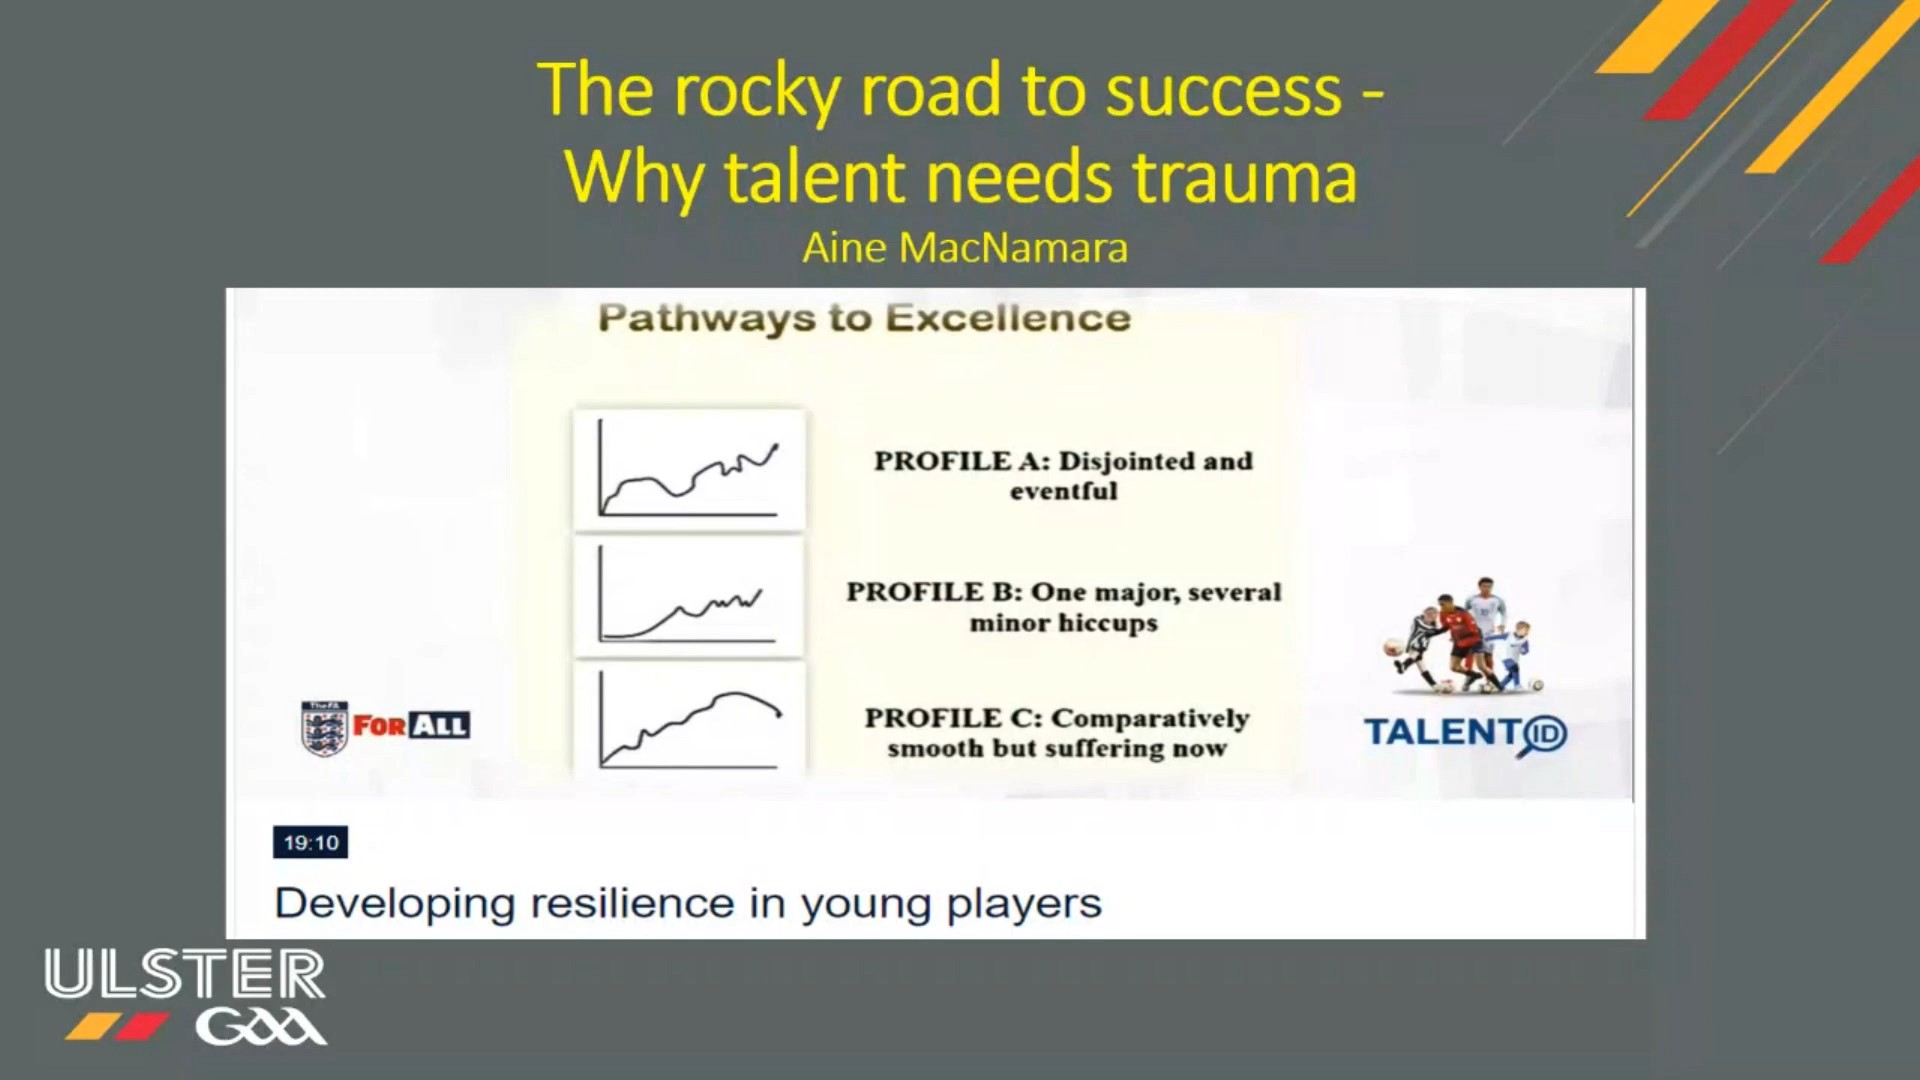 The rocky road to success -
Why talent needs trauma
Aine MacNamara
Pathways to Excellence
PROFILE A: Disjointed and
eventful
PROFILE B: One major, several
minor hiccups
PROFILE C: Comparatively
smooth but suffering now
The FA
FOR ALL
TALENT ID
19:10
Developing resilience in young players
ULSTER
GAA